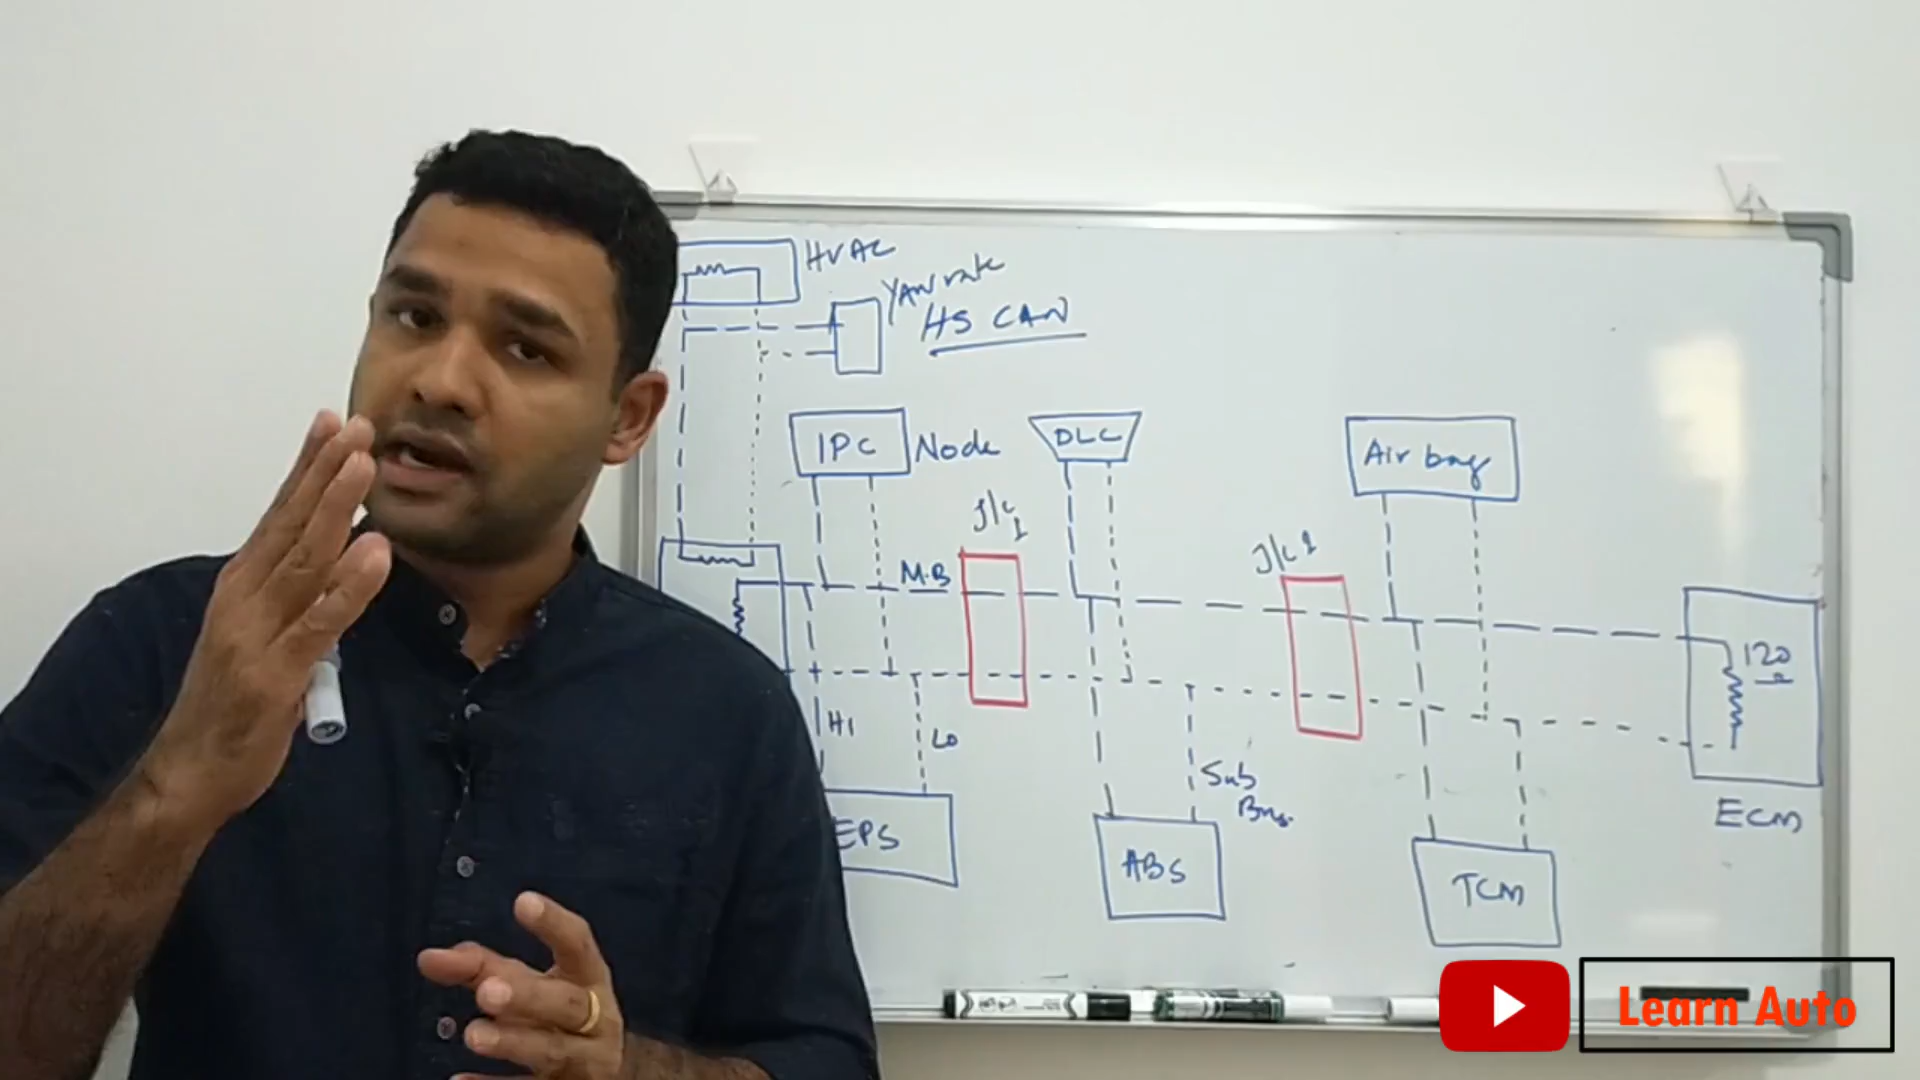 HVAC
YAW rate
HS CAN
IPC
Node
DLC
Air bag
J/C 1
J/C 2
M.B
120
HI
LO
Sub
Bus.
ECM
EPS
ABS
TCM
Learn Auto